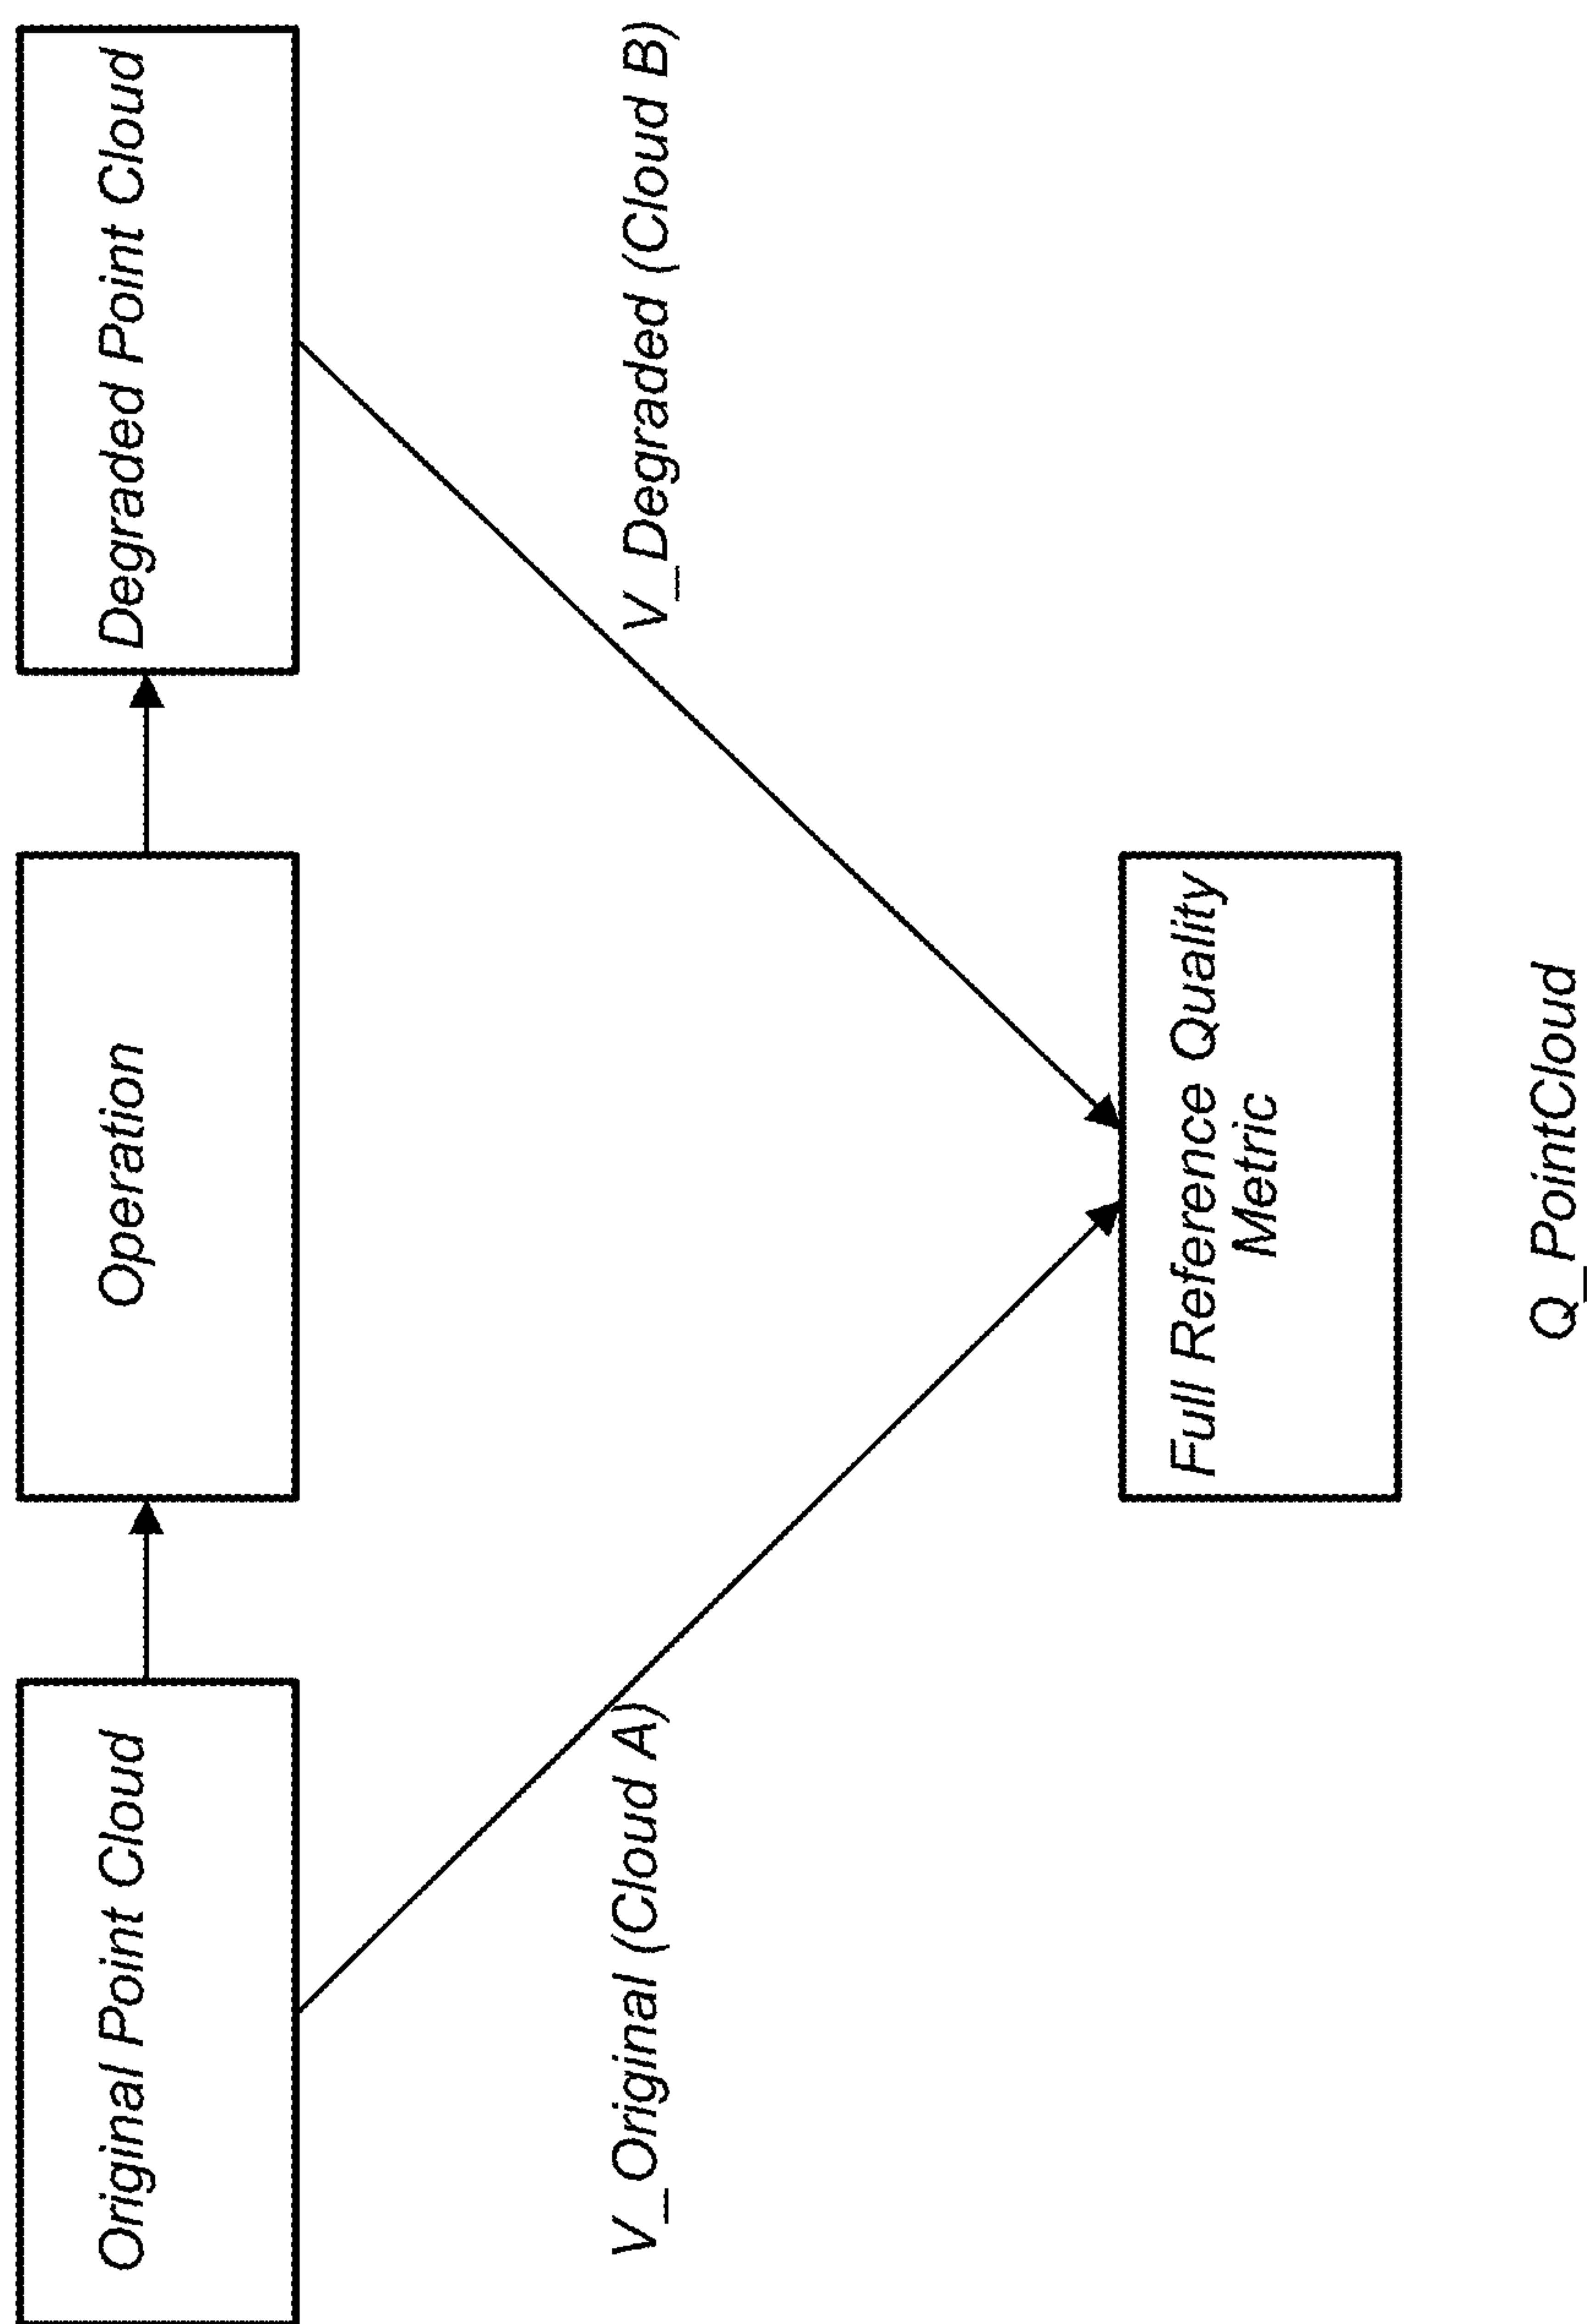 Original Point Cloud
Operation
Degraded Point Cloud
V_Original (Cloud A)
V_Degraded (Cloud B)
Full Reference Quality
Metric
Q_PointCloud